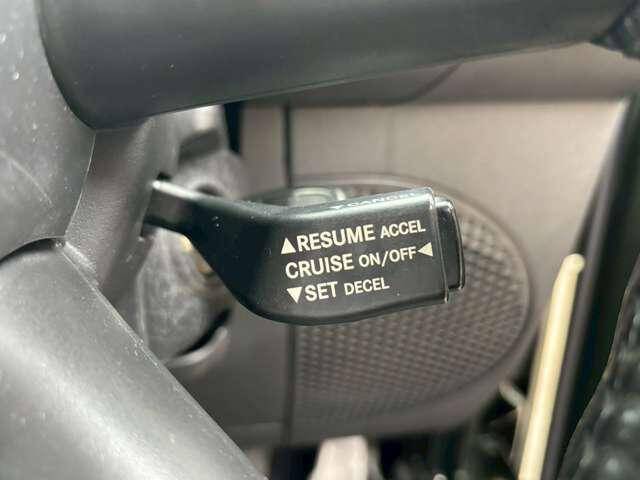 ▲RESUME ACCEL
CRUISE ON/OFF◀
▼SET DECEL